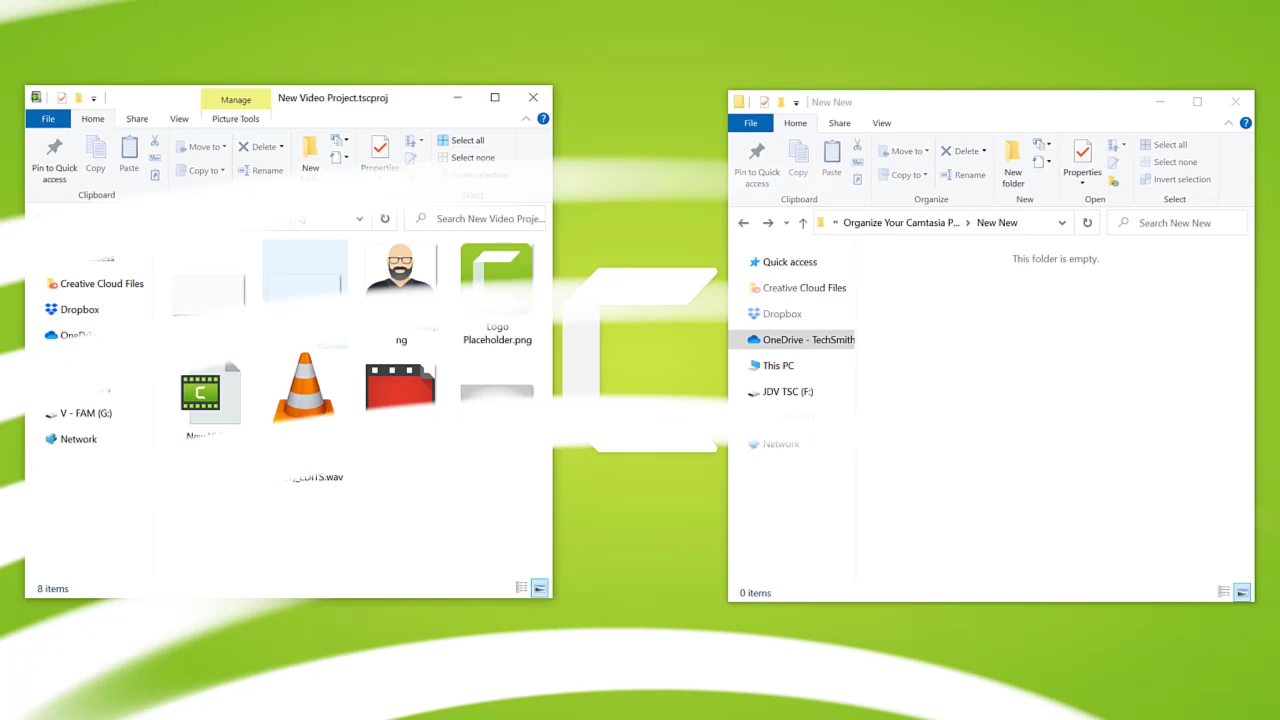 Manage
New Video Project.tscproj
File
Home
Share
View
Picture Tools
Pin to Quick
access
Copy
Paste
Move to
Copy to
Delete
Rename
New
Properties
Select all
Select none
Clipboard
Select
Search New Video Proje...
Creative Cloud Files
Dropbox
V - FAM (G:)
Network
Logo
Placeholder.png
8 items
New New
File
Home
Share
View
Pin to Quick
access
Copy
Paste
Move to
Copy to
Delete
Rename
New
folder
Properties
Select all
Select none
Invert selection
Clipboard
Organize
New
Open
Select
« Organize Your Camtasia P... > New New
Search New New
Quick access
Creative Cloud Files
Dropbox
OneDrive - TechSmith
This PC
JDV TSC (F:)
Network
This folder is empty.
0 items